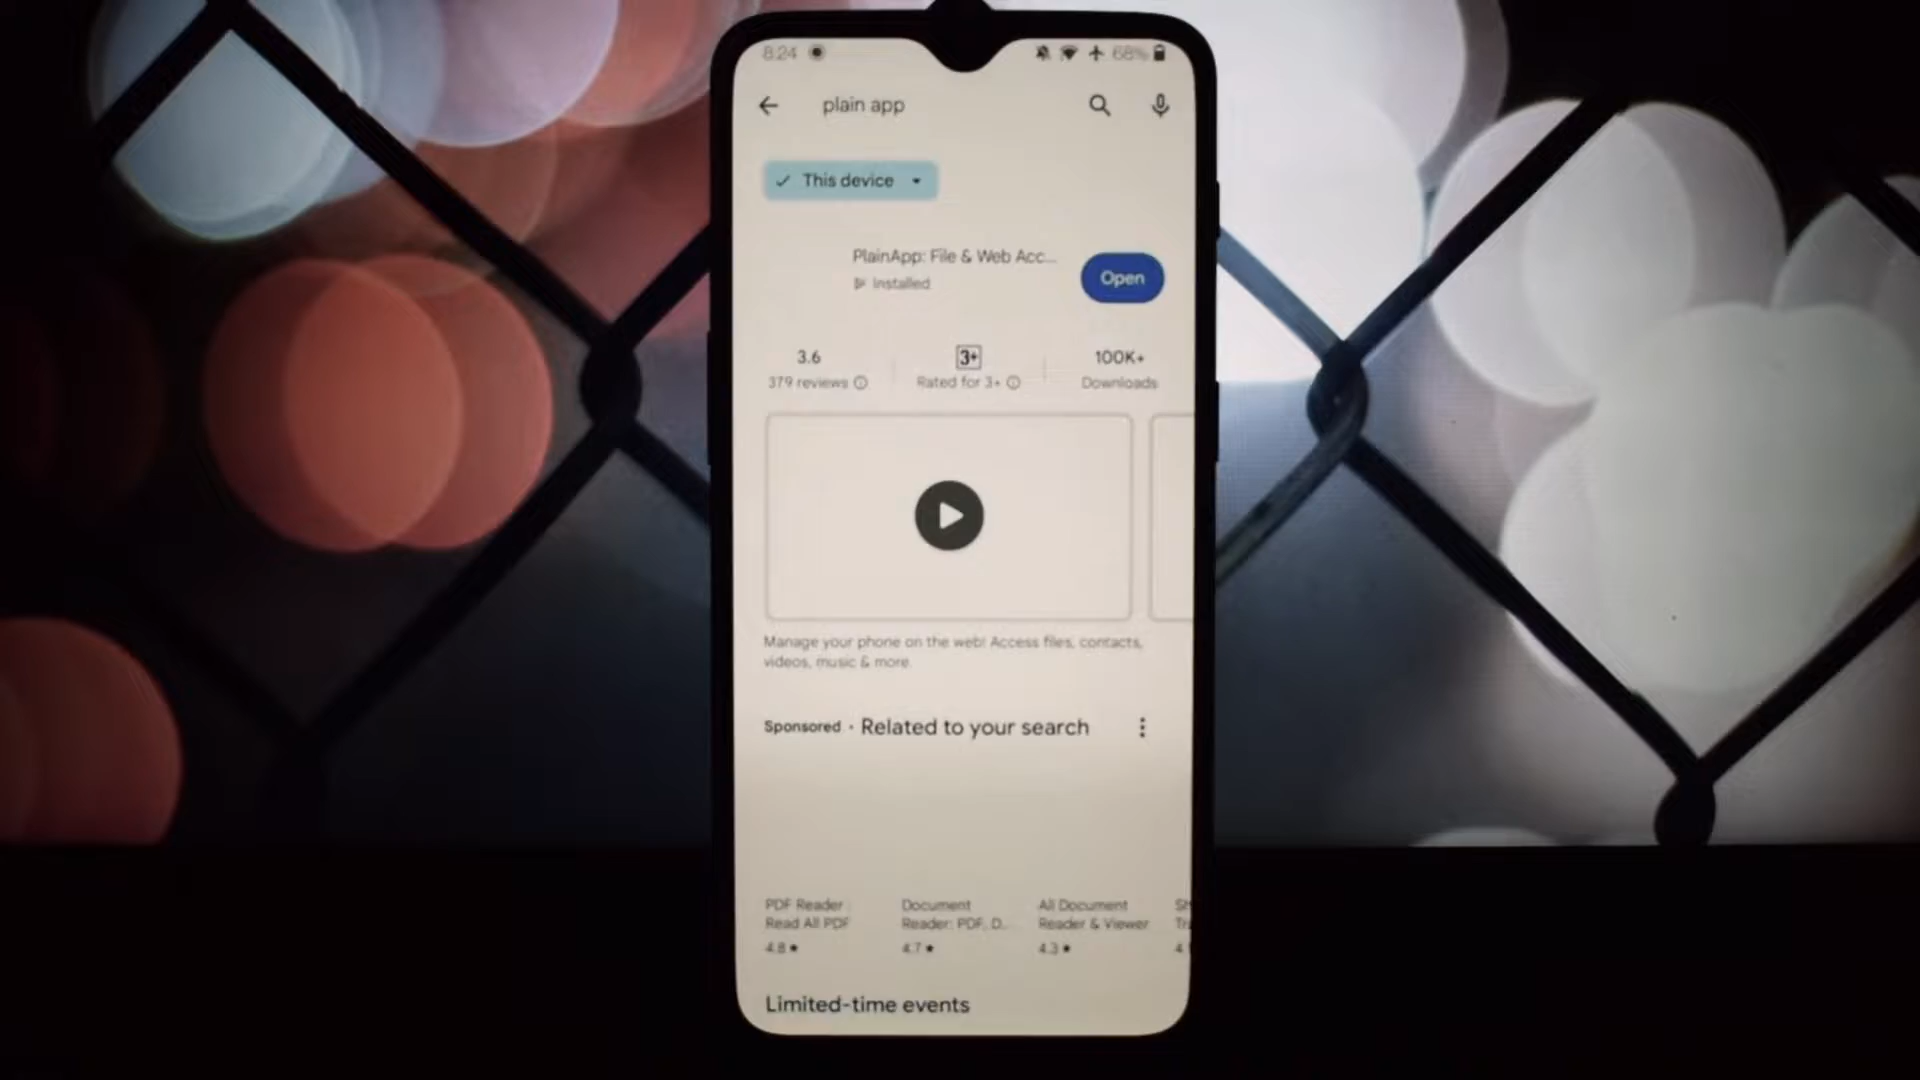 8:24
68%
plain app
This device
PlainApp: File & Web Acc...
Installed
Open
3.6
3+
100K+
379 reviews
Rated for 3+
Downloads
Manage your phone on the web! Access files, contacts,
videos, music & more.
Sponsored · Related to your search
PDF Reader
Read All PDF
4.8★
Document
Reader: PDF, D...
4.7★
All Document
Reader & Viewer
4.3★
Limited-time events